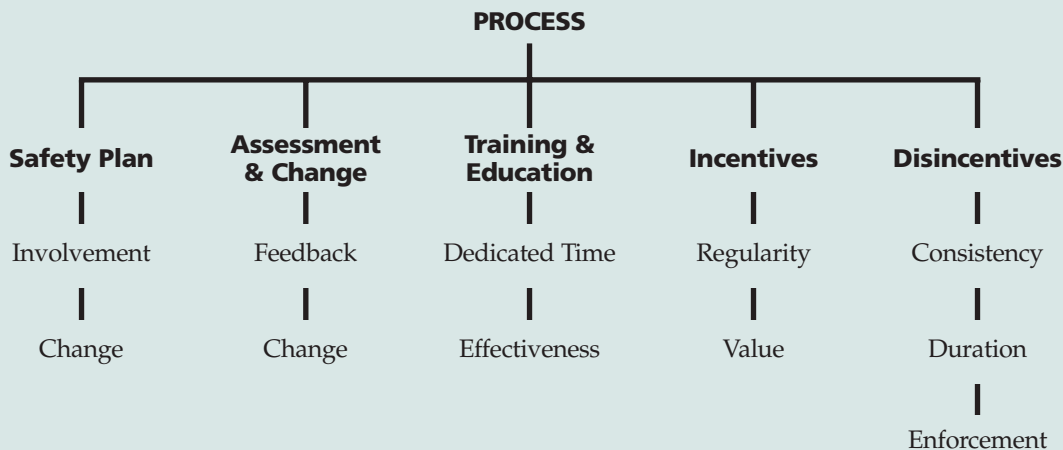 PROCESS
Safety Plan
Assessment
& Change
Training &
Education
Incentives
Disincentives
Involvement
Feedback
Dedicated Time
Regularity
Consistency
Change
Change
Effectiveness
Value
Duration
Enforcement